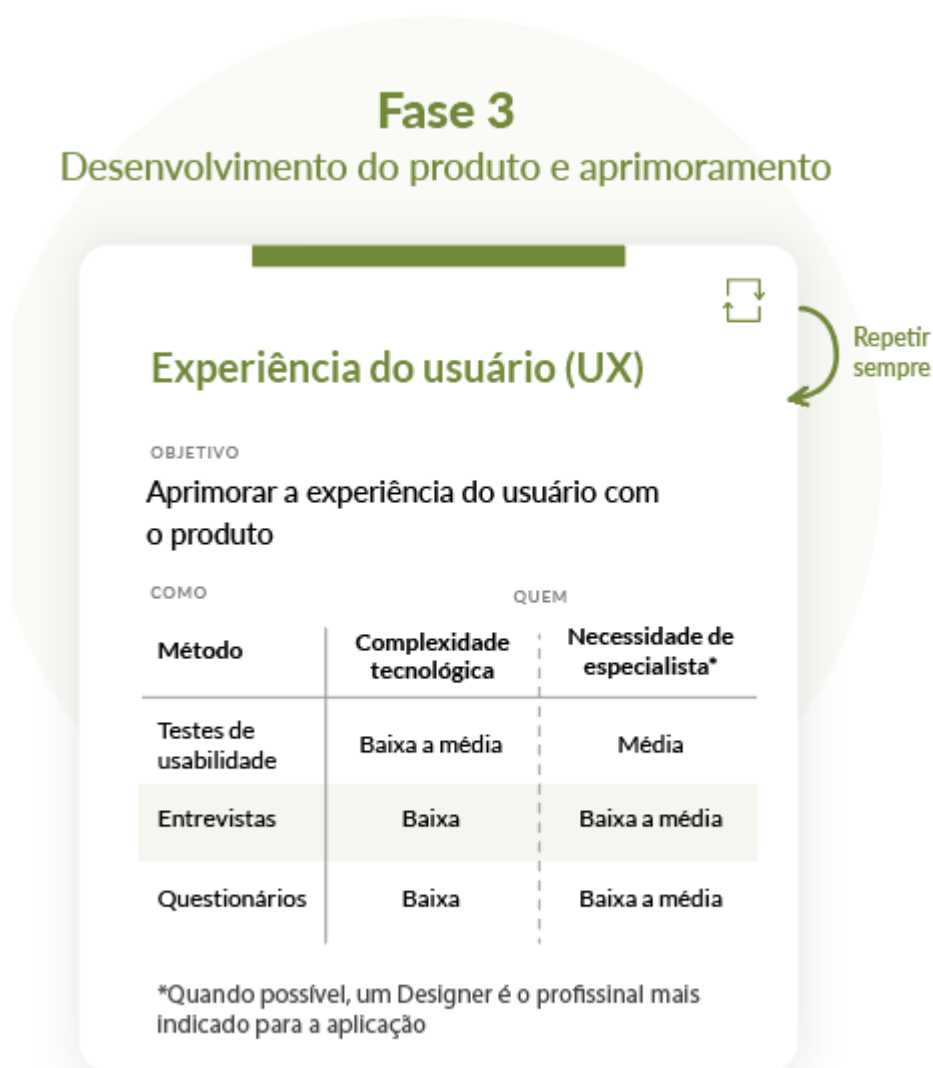 Fase 3
Desenvolvimento do produto e aprimoramento
Repetir
sempre
Experiência do usuário (UX)
OBJETIVO
Aprimorar a experiência do usuário com
o produto
COMO
QUEM
Método
Complexidade
tecnológica
Necessidade de
especialista*
Testes de
usabilidade
Baixa a média
Média
Entrevistas
Baixa
Baixa a média
Questionários
Baixa
Baixa a média
*Quando possível, um Designer é o profissinal mais
indicado para a aplicação